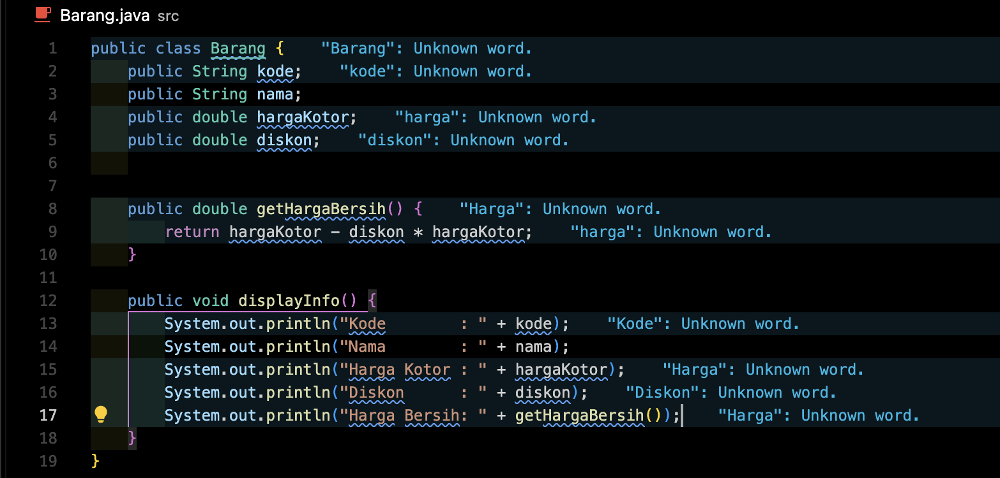 Barang.java src
1 public class Barang { "Barang": Unknown word.
2 public String kode; "kode": Unknown word.
3 public String nama;
4 public double hargaKotor; "harga": Unknown word.
5 public double diskon; "diskon": Unknown word.
6
7
8 public double getHargaBersih() { "Harga": Unknown word.
9 return hargaKotor - diskon * hargaKotor; "harga": Unknown word.
10 }
11
12 public void displayInfo() {
13 System.out.println("Kode        : " + kode); "Kode": Unknown word.
14 System.out.println("Nama        : " + nama);
15 System.out.println("Harga Kotor : " + hargaKotor); "Harga": Unknown word.
16 System.out.println("Diskon      : " + diskon); "Diskon": Unknown word.
17 System.out.println("Harga Bersih: " + getHargaBersih()); "Harga": Unknown word.
18 }
19 }